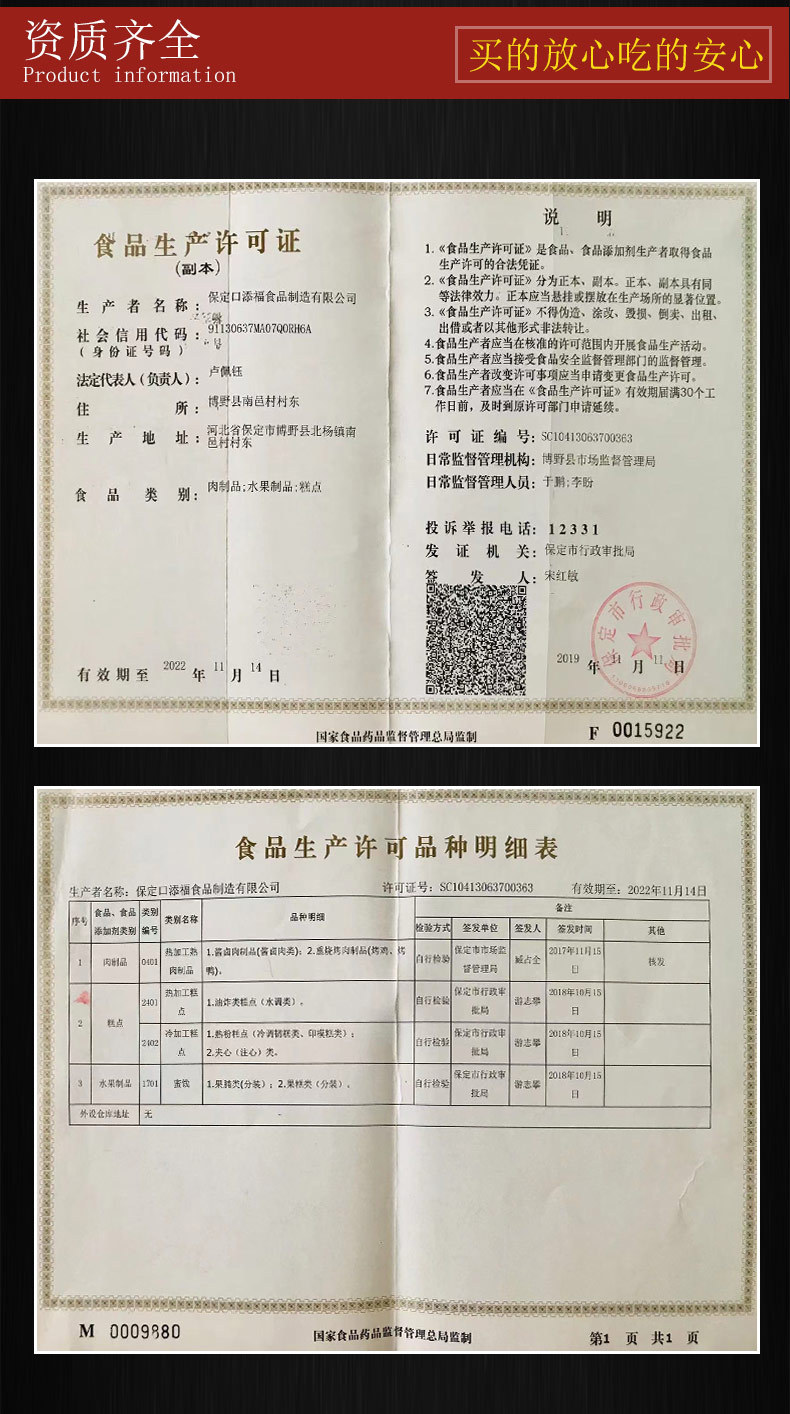 资质齐全
Product information
买的放心吃的安心
食品生产许可证
(副本)
生产者名称: 保定口添福食品制造有限公司
社会信用代码: 91130637MA07QORH6A
(身份证号码)
法定代表人(负责人): 卢佩钰
住所: 博野县南邑村村东
生产地址: 河北省保定市博野县北杨镇南
邑村村东
食品类别: 肉制品;水果制品;糕点
有效期至 2022 年 11 月 14 日
说明
1.《食品生产许可证》是食品、食品添加剂生产者取得食品
生产许可的合法凭证。
2.《食品生产许可证》分为正本、副本。正本、副本具有同
等法律效力。正本应当悬挂或摆放在生产场所的显著位置。
3.《食品生产许可证》不得伪造、涂改、毁损、倒卖、出租、
出借或者以其他形式非法转让。
4.食品生产者应当在核准的许可范围内开展食品生产活动。
5.食品生产者应当接受食品安全监督管理部门的监督管理。
6.食品生产者改变许可事项应当申请变更食品生产许可。
7.食品生产者应当在《食品生产许可证》有效期届满30个工
作日前,及时到原许可部门申请延续。
许可证编号: SC10413063700363
日常监督管理机构: 博野县市场监督管理局
日常监督管理人员: 于鹏;李盼
投诉举报电话: 12331
发证机关: 保定市行政审批局
签发人: 宋红敏
保定市行政审批局
2019 年 11 月 11 日
国家食品药品监督管理总局监制
F 0015922
食品生产许可品种明细表
生产者名称: 保定口添福食品制造有限公司 许可证号: SC10413063700363 有效期至: 2022年11月14日
序号 食品、食品添加剂类别 类别编号 类别名称 品种明细 备注
检验方式 签发单位 签发人 签发时间 其他
1 肉制品 0401 热加工熟肉制品 1.酱卤肉制品(酱卤肉类); 2.熏烧烤肉制品(烤鸡、烤鸭)。 自行检验 保定市市场监督管理局 臧占全 2017年11月15日 核发
2 糕点 2401 热加工糕点 1.油炸类糕点(水调类)。 自行检验 保定市行政审批局 游志攀 2018年10月15日
2402 冷加工糕点 1.熟粉糕点(冷调韧糕类、印模糕类); 2.夹心(注心)类。 自行检验 保定市行政审批局 游志攀 2018年10月15日
3 水果制品 1701 蜜饯 1.果脯类(分装); 2.果糕类(分装)。 自行检验 保定市行政审批局 游志攀 2018年10月15日
外设仓库地址 无
M 0009880
国家食品药品监督管理总局监制
第1页 共1页